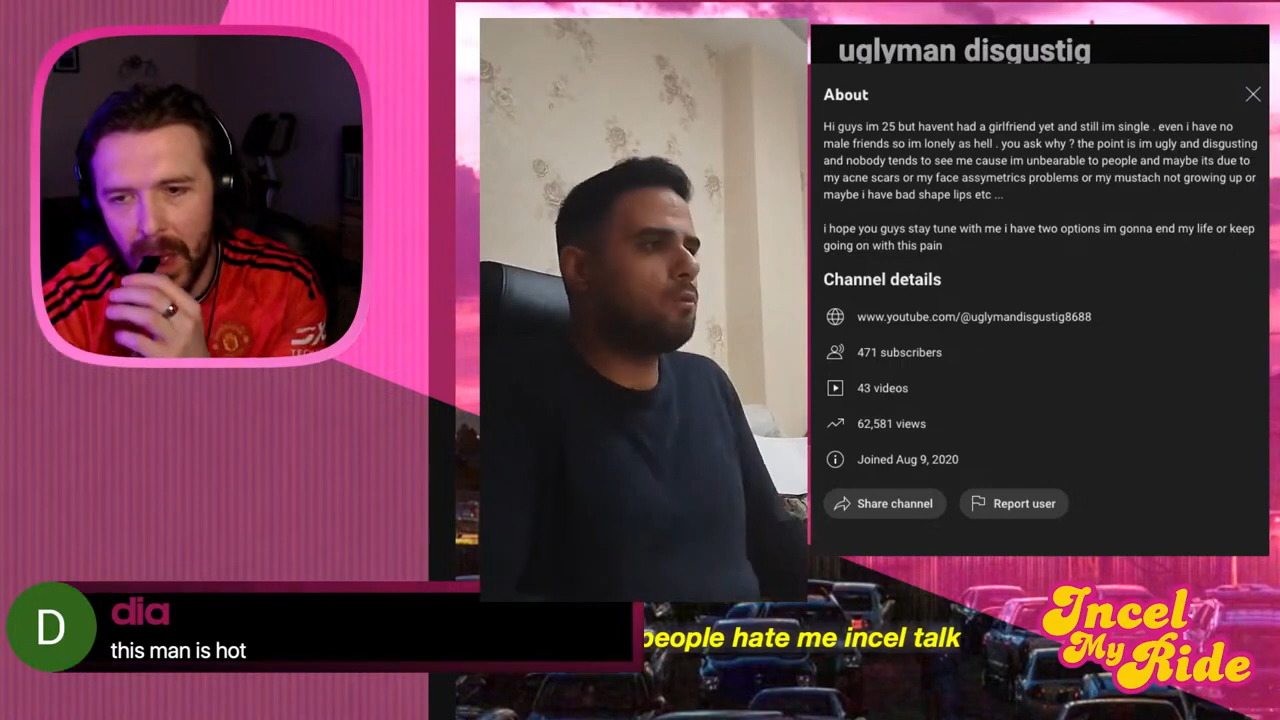 uglyman disgustig
About
Hi guys im 25 but havent had a girlfriend yet and still im single . even i have no
male friends so im lonely as hell . you ask why ? the point is im ugly and disgusting
and nobody tends to see me cause im unbearable to people and maybe its due to
my acne scars or my face assymetrics problems or my mustach not growing up or
maybe i have bad shape lips etc ...
i hope you guys stay tune with me i have two options im gonna end my life or keep
going on with this pain
Channel details
www.youtube.com/@uglymandisgustig8688
471 subscribers
43 videos
62,581 views
Joined Aug 9, 2020
Share channel
Report user
D
dia
this man is hot
people hate me incel talk
Incel
My
Ride